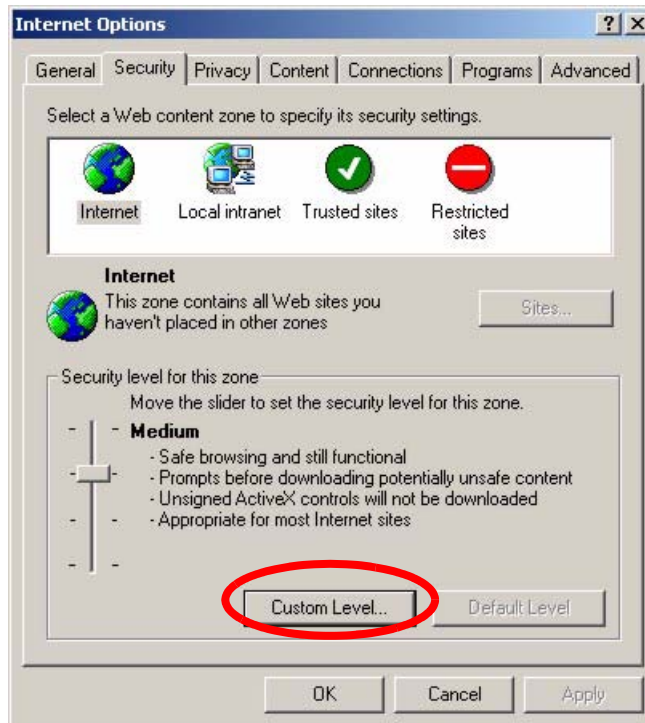 Internet Options
General Security Privacy Content Connections Programs Advanced
Select a Web content zone to specify its security settings.
Internet Local intranet Trusted sites Restricted
sites
Internet
This zone contains all Web sites you
haven't placed in other zones
Sites...
Security level for this zone
Move the slider to set the security level for this zone.
Medium
- Safe browsing and still functional
- Prompts before downloading potentially unsafe content
- Unsigned ActiveX controls will not be downloaded
- Appropriate for most Internet sites
Custom Level... Default Level
OK Cancel Apply